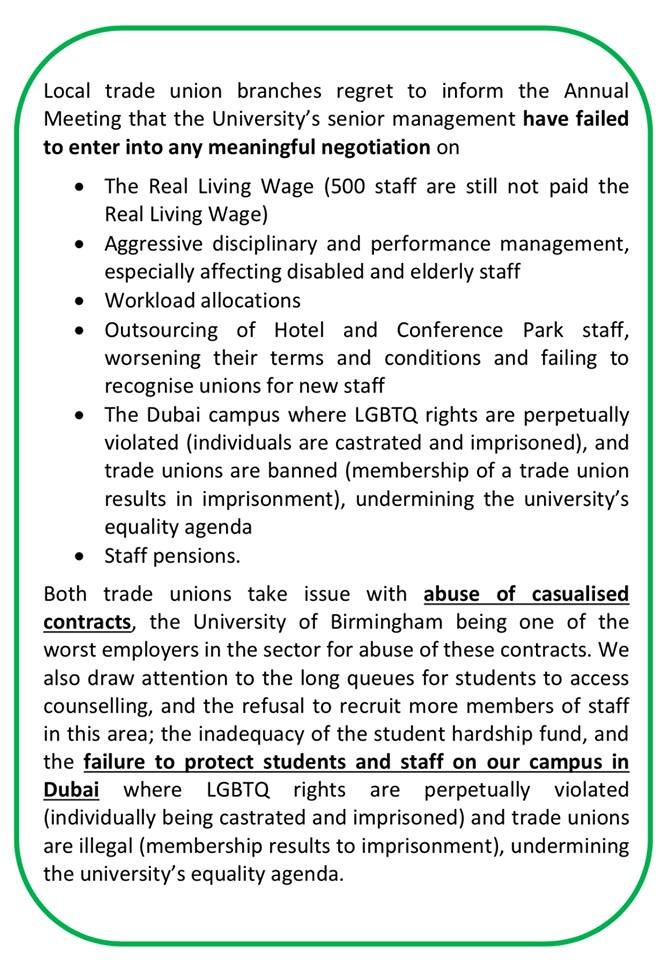 Local trade union branches regret to inform the Annual
Meeting that the University's senior management have failed
to enter into any meaningful negotiation on
• The Real Living Wage (500 staff are still not paid the
Real Living Wage)
• Aggressive disciplinary and performance management,
especially affecting disabled and elderly staff
• Workload allocations
• Outsourcing of Hotel and Conference Park staff,
worsening their terms and conditions and failing to
recognise unions for new staff
• The Dubai campus where LGBTQ rights are perpetually
violated (individuals are castrated and imprisoned), and
trade unions are banned (membership of a trade union
results in imprisonment), undermining the university's
equality agenda
• Staff pensions.
Both trade unions take issue with abuse of casualised
contracts, the University of Birmingham being one of the
worst employers in the sector for abuse of these contracts. We
also draw attention to the long queues for students to access
counselling, and the refusal to recruit more members of staff
in this area; the inadequacy of the student hardship fund, and
the failure to protect students and staff on our campus in
Dubai where LGBTQ rights are perpetually violated
(individually being castrated and imprisoned) and trade unions
are illegal (membership results to imprisonment), undermining
the university's equality agenda.